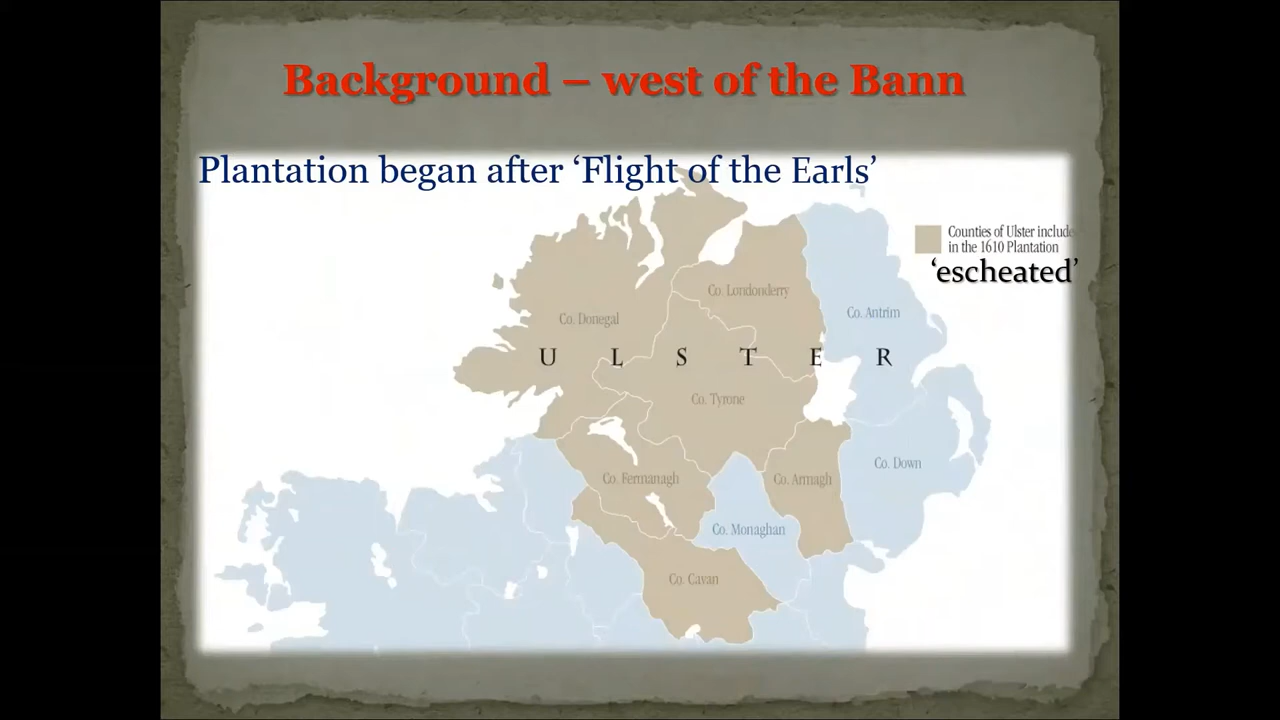 Background – west of the Bann
Plantation began after ‘Flight of the Earls’
Counties of Ulster include
in the 1610 Plantation
‘escheated’
Co. Londonderry
Co. Donegal
Co. Antrim
U L S T E R
Co. Tyrone
Co. Down
Co. Fermanagh
Co. Armagh
Co. Monaghan
Co. Cavan